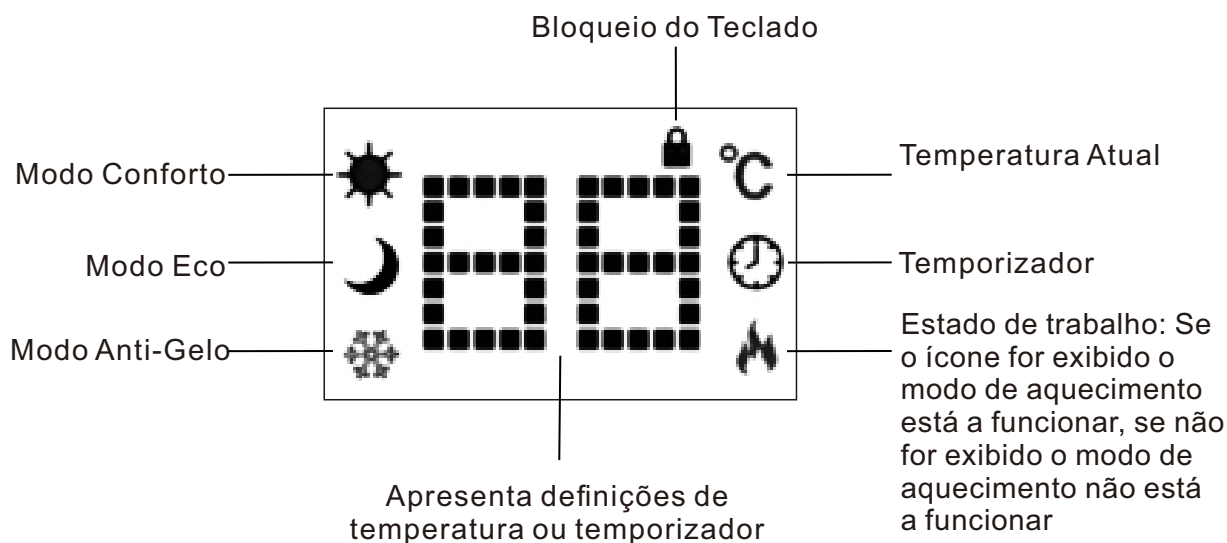 Bloqueio do Teclado
Modo Conforto
Modo Eco
Modo Anti-Gelo
88
°C
Temperatura Atual
Temporizador
Estado de trabalho: Se
o ícone for exibido o
modo de aquecimento
está a funcionar, se não
for exibido o modo de
aquecimento não está
a funcionar
Apresenta definições de
temperatura ou temporizador